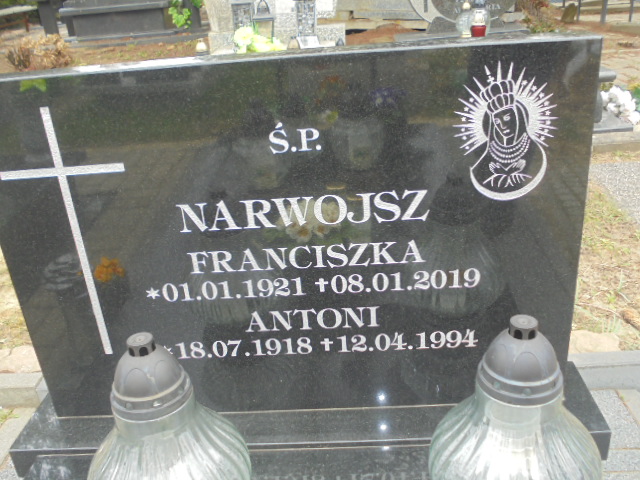 Ś.P.
NARWOJSZ
FRANCISZKA
*01.01.1921 †08.01.2019
ANTONI
*18.07.1918 †12.04.1994